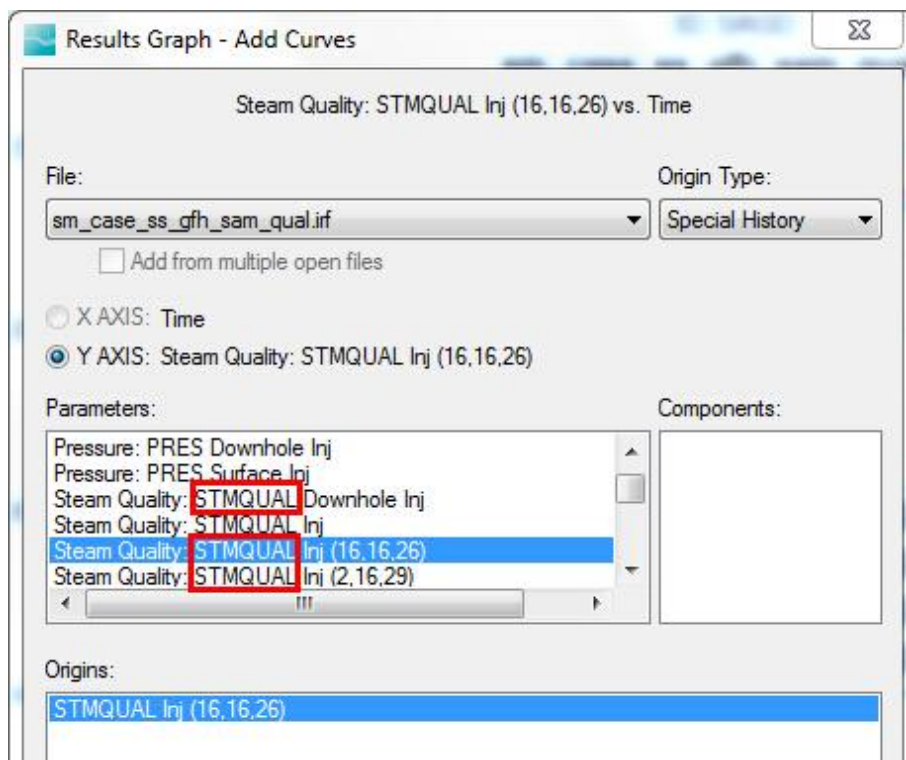 Results Graph - Add Curves
Steam Quality: STMQUAL Inj (16,16,26) vs. Time
File:
Origin Type:
sm_case_ss_gfh_sam_qual.irf
Special History
Add from multiple open files
X AXIS: Time
Y AXIS: Steam Quality: STMQUAL Inj (16,16,26)
Parameters:
Components:
Pressure: PRES Downhole Inj
Pressure: PRES Surface Inj
Steam Quality: STMQUAL Downhole Inj
Steam Quality: STMQUAL Inj
Steam Quality: STMQUAL Inj (16,16,26)
Steam Quality: STMQUAL Inj (2,16,29)
Origins:
STMQUAL Inj (16,16,26)